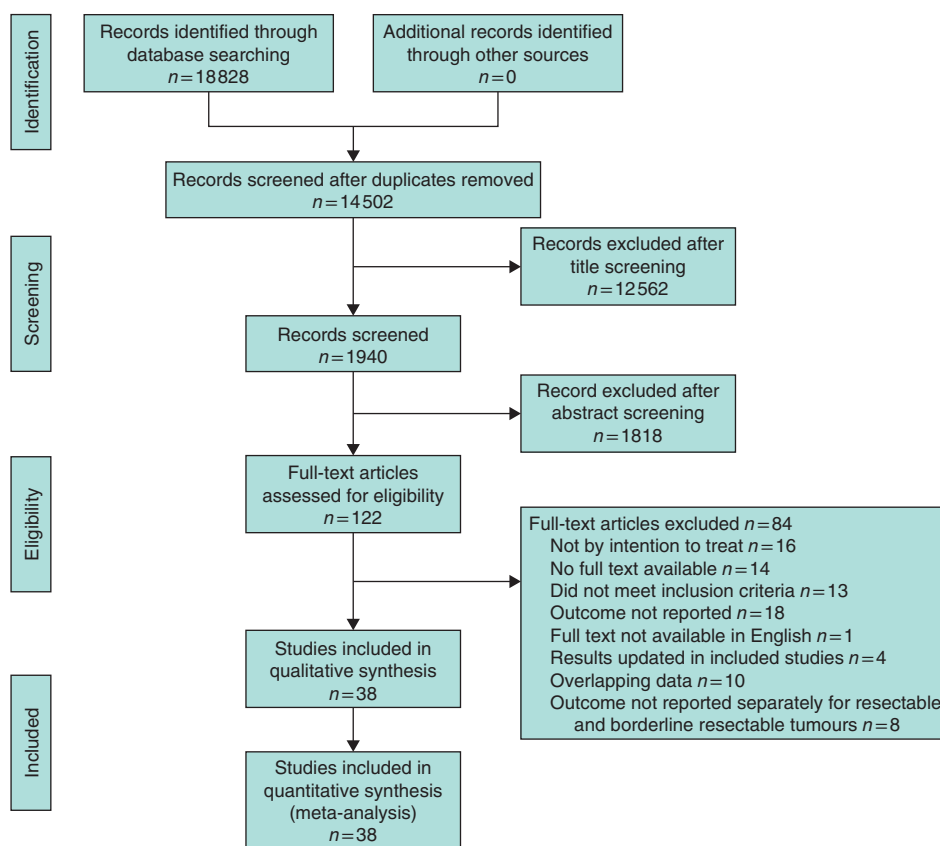 Identification
Records identified through
database searching
n=18828
Additional records identified
through other sources
n=0
Records screened after duplicates removed
n=14502
Screening
Records excluded after
title screening
n=12562
Records screened
n=1940
Record excluded after
abstract screening
n=1818
Eligibility
Full-text articles
assessed for eligibility
n=122
Full-text articles excluded n=84
Not by intention to treat n=16
No full text available n=14
Did not meet inclusion criteria n=13
Outcome not reported n=18
Full text not available in English n=1
Results updated in included studies n=4
Overlapping data n=10
Outcome not reported separately for resectable
and borderline resectable tumours n=8
Included
Studies included in
qualitative synthesis
n=38
Studies included in
quantitative synthesis
(meta-analysis)
n=38